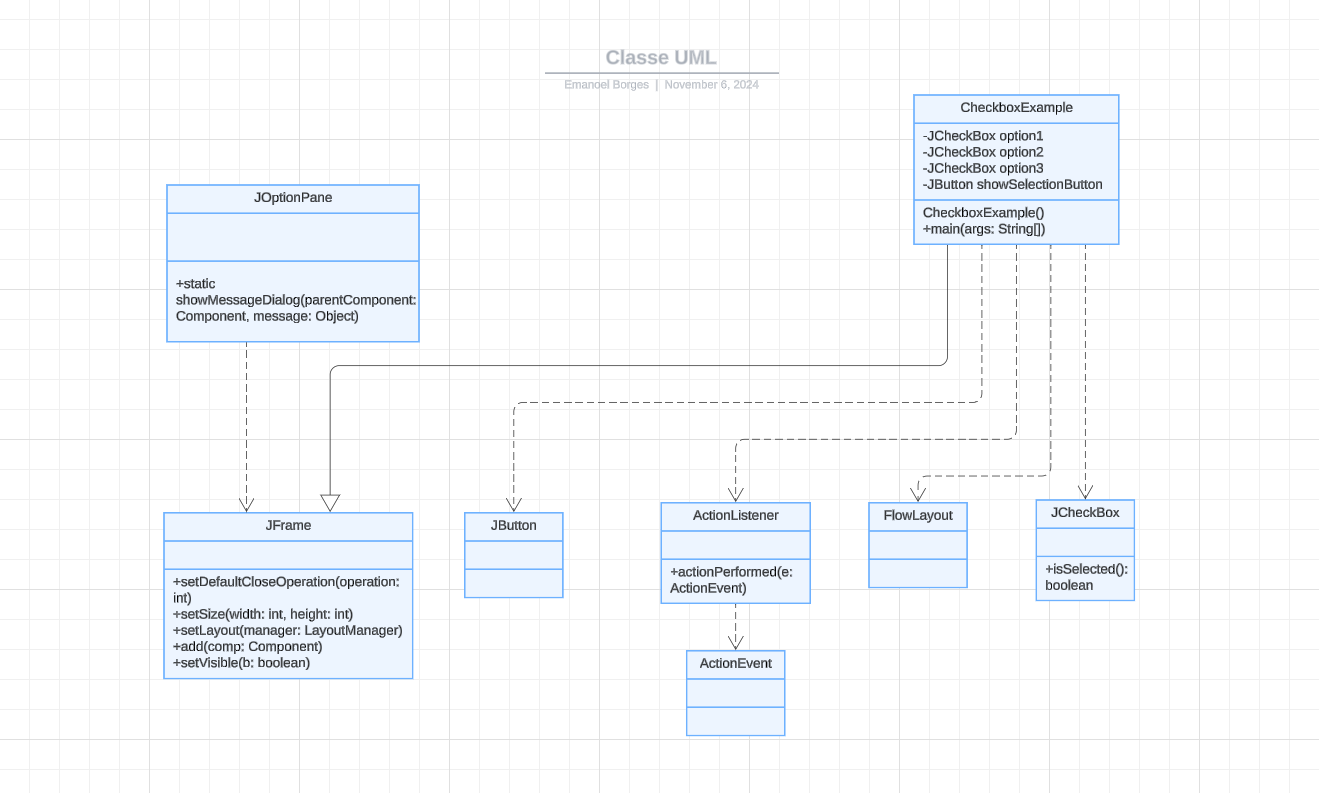 Classe UML
Emanoel Borges | November 6, 2024
CheckboxExample
-JCheckBox option1
-JCheckBox option2
-JCheckBox option3
-JButton showSelectionButton
CheckboxExample()
+main(args: String[])
JOptionPane
+static
showMessageDialog(parentComponent:
Component, message: Object)
JFrame
+setDefaultCloseOperation(operation:
int)
+setSize(width: int, height: int)
+setLayout(manager: LayoutManager)
+add(comp: Component)
+setVisible(b: boolean)
JButton
ActionListener
+actionPerformed(e:
ActionEvent)
FlowLayout
JCheckBox
+isSelected():
boolean
ActionEvent